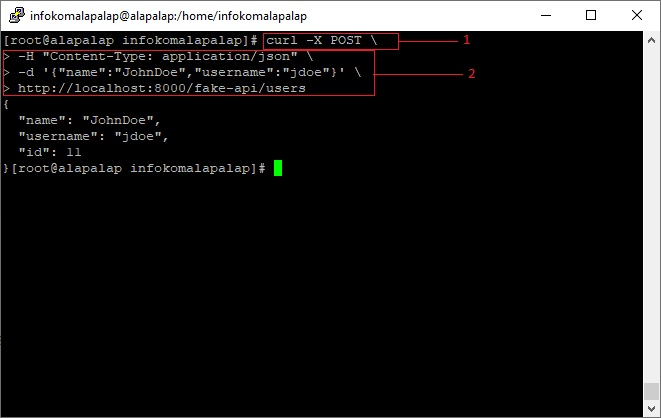 infokomalapalap@alapalap:/home/infokomalapalap
[root@alapalap infokomalapalap]# curl -X POST \
1
> -H "Content-Type: application/json" \
> -d '{"name":"JohnDoe","username":"jdoe"}' \
2
> http://localhost:8000/fake-api/users
{
  "name": "JohnDoe",
  "username": "jdoe",
  "id": 11
}[root@alapalap infokomalapalap]#